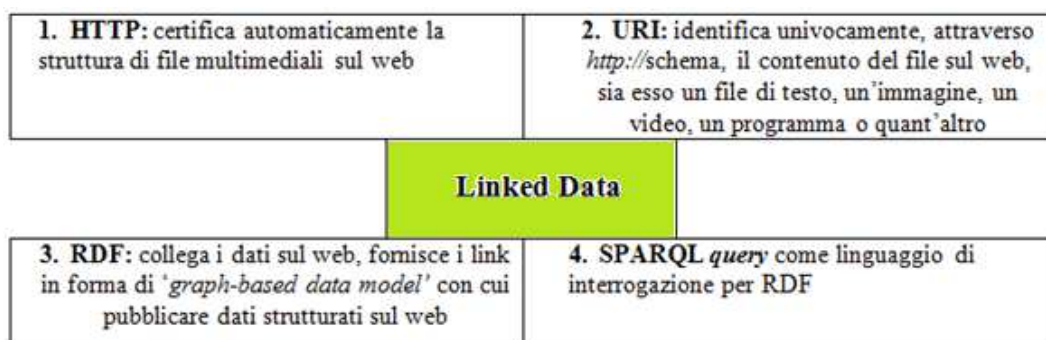 1. HTTP: certifica automaticamente la
struttura di file multimediali sul web
2. URI: identifica univocamente, attraverso
http://schema, il contenuto del file sul web,
sia esso un file di testo, un'immagine, un
video, un programma o quant'altro
Linked Data
3. RDF: collega i dati sul web, fornisce i link
in forma di 'graph-based data model' con cui
pubblicare dati strutturati sul web
4. SPARQL query come linguaggio di
interrogazione per RDF